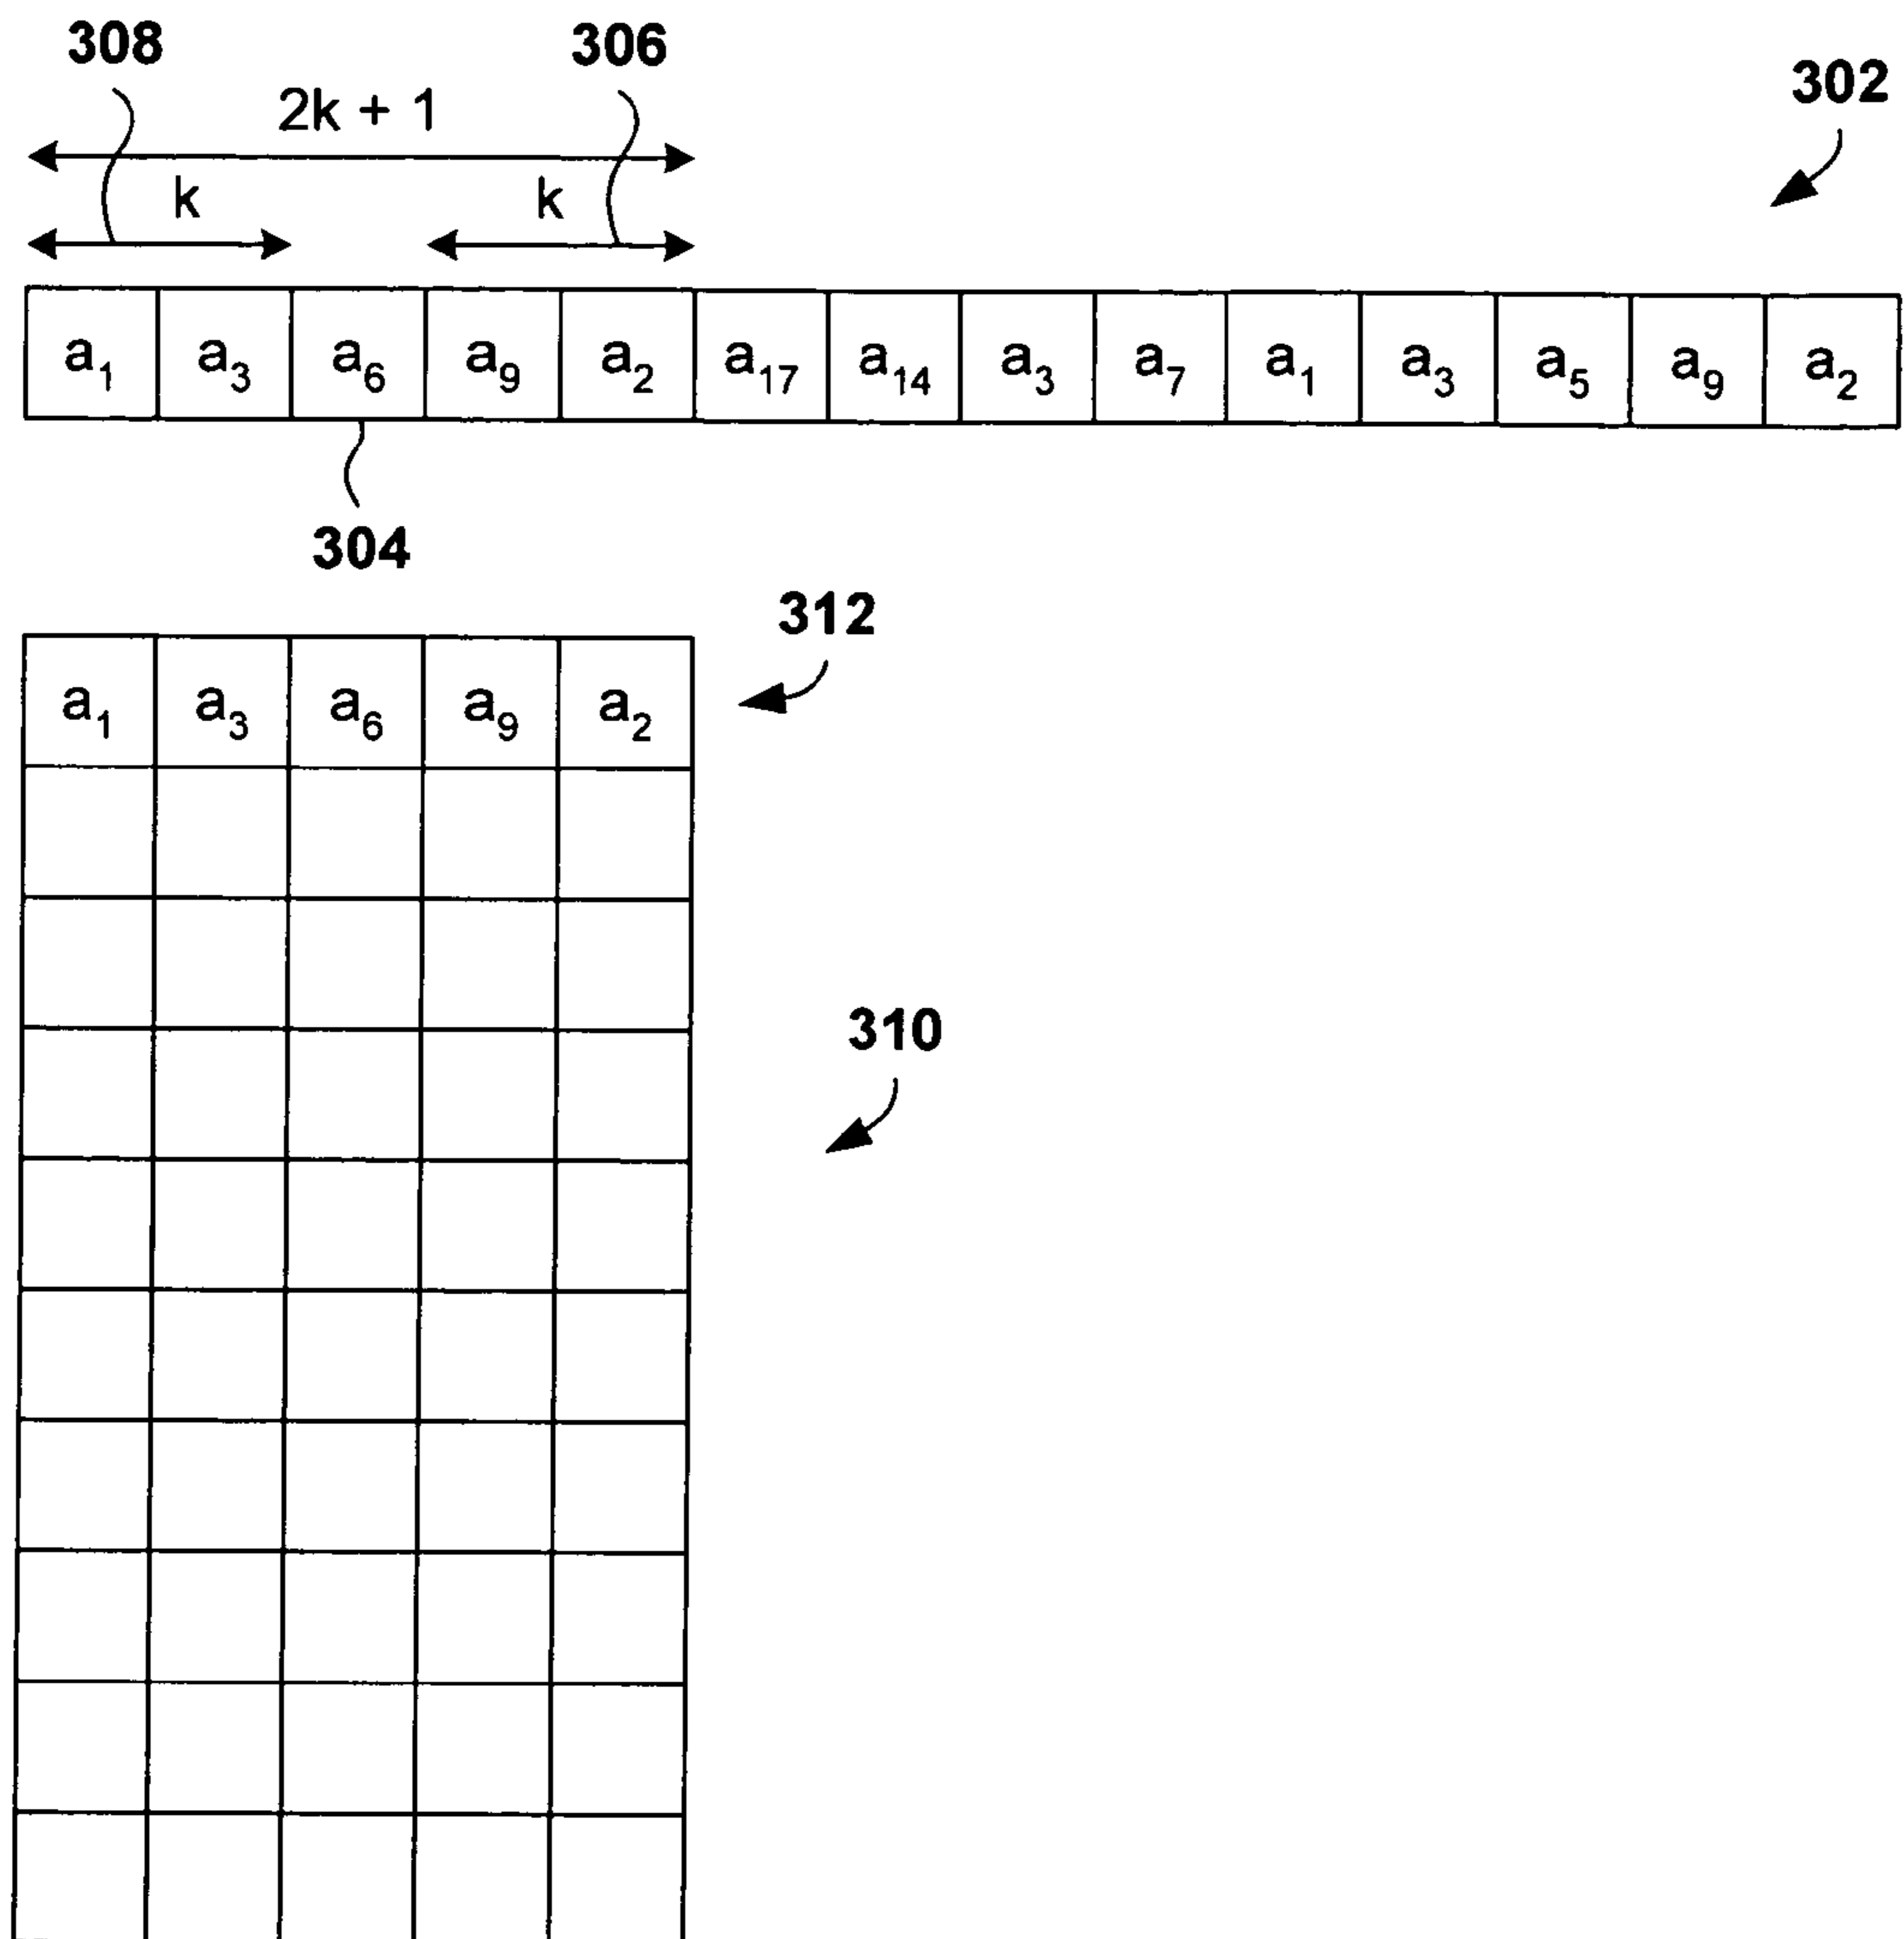 308 306
302
2k + 1
k k
a₁ a₃ a₆ a₉ a₂ a₁₇ a₁₄ a₃ a₇ a₁ a₃ a₅ a₉ a₂
304
312
a₁ a₃ a₆ a₉ a₂
310